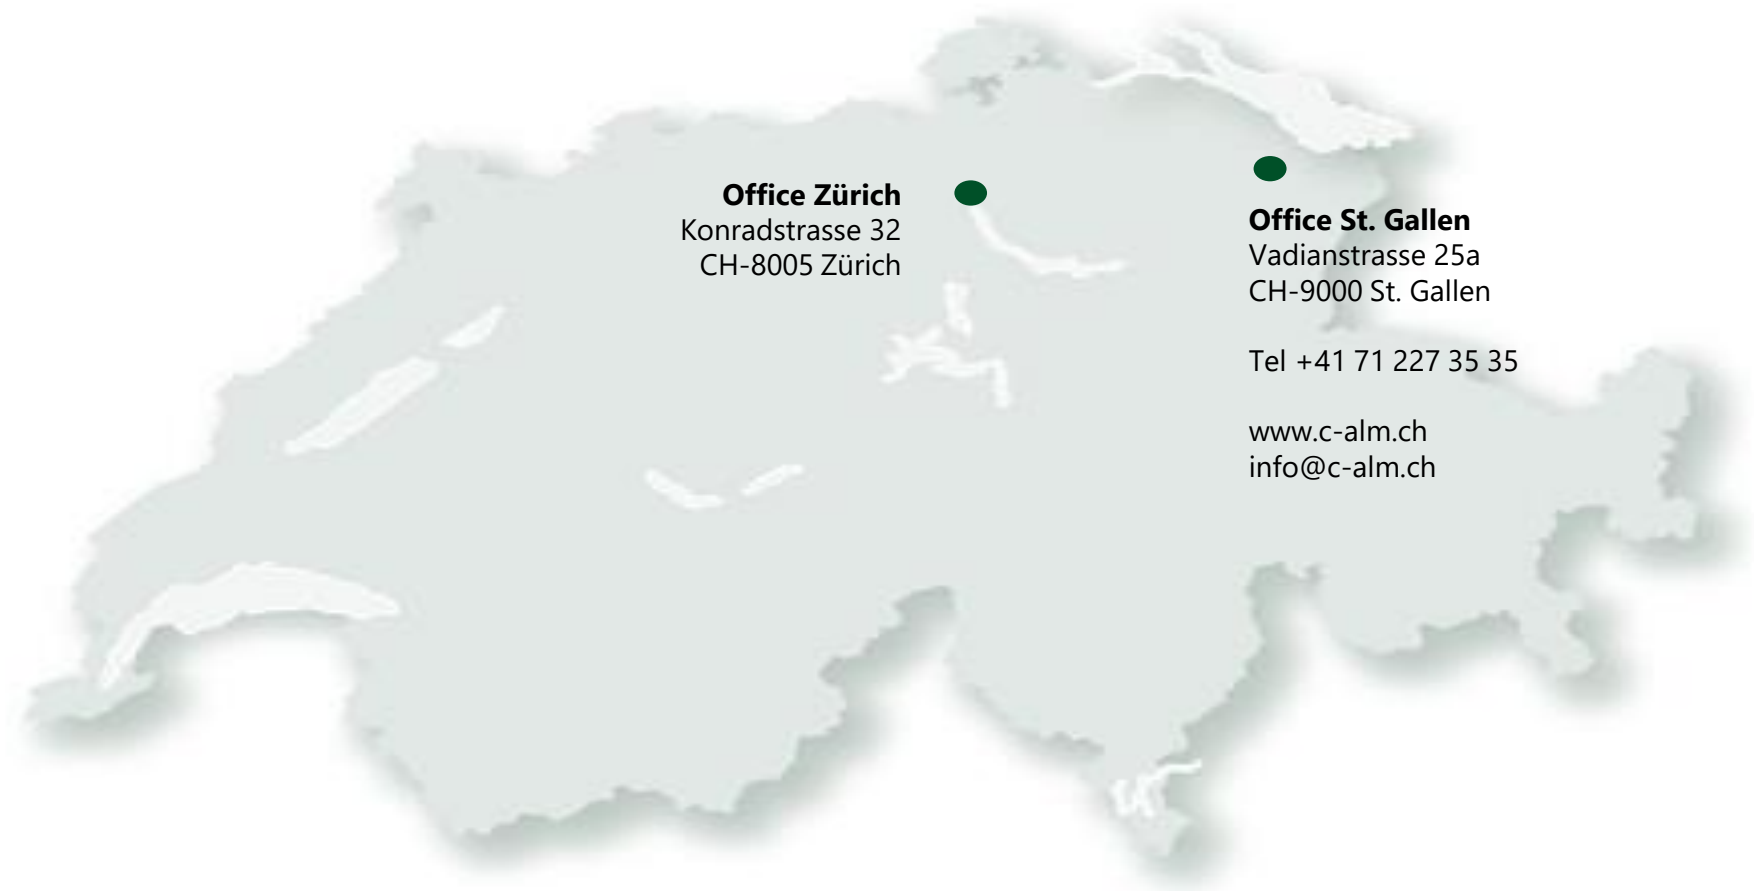 Office Zürich
Konradstrasse 32
CH-8005 Zürich
Office St. Gallen
Vadianstrasse 25a
CH-9000 St. Gallen
Tel +41 71 227 35 35
www.c-alm.ch
info@c-alm.ch